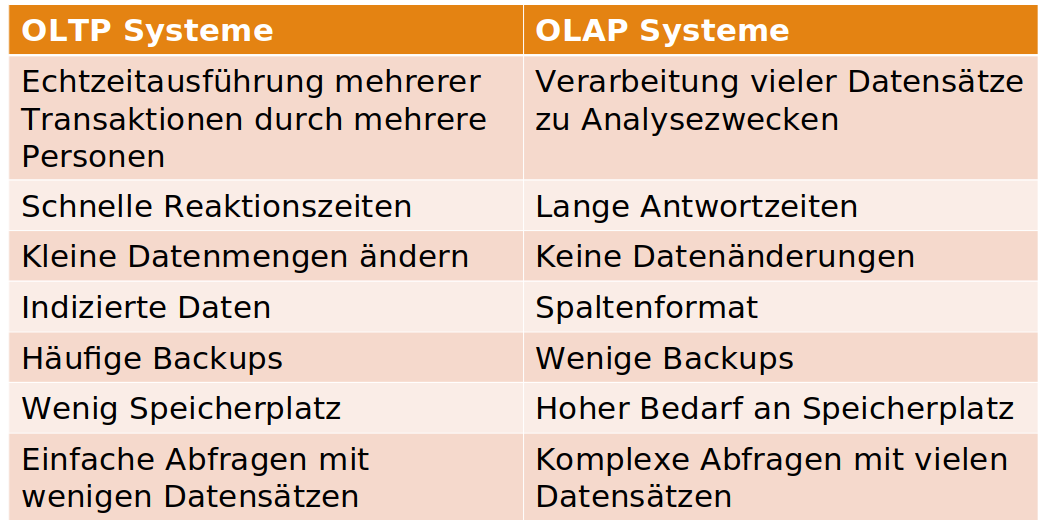 OLTP Systeme
OLAP Systeme
Echtzeitausführung mehrerer
Transaktionen durch mehrere
Personen
Verarbeitung vieler Datensätze
zu Analysezwecken
Schnelle Reaktionszeiten
Lange Antwortzeiten
Kleine Datenmengen ändern
Keine Datenänderungen
Indizierte Daten
Spaltenformat
Häufige Backups
Wenige Backups
Wenig Speicherplatz
Hoher Bedarf an Speicherplatz
Einfache Abfragen mit
wenigen Datensätzen
Komplexe Abfragen mit vielen
Datensätzen